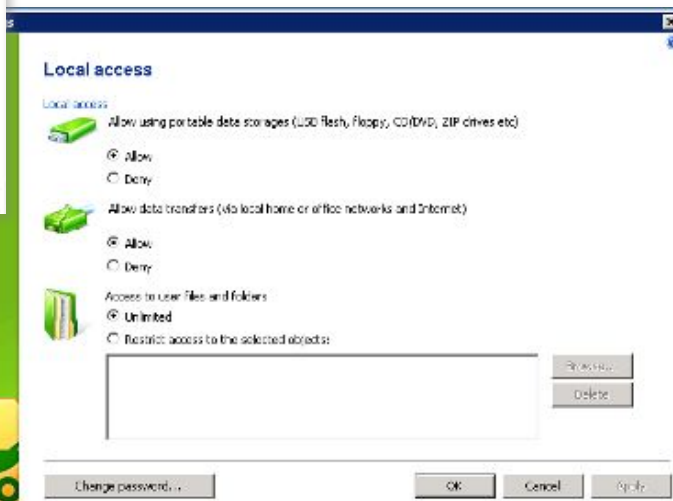 Local access
Local access
Allow using portable data storages (USB flash, floppy, CD/DVD, ZIP drives etc)
Allow
Deny
Allow data transfers (via local home or office networks and Internet)
Allow
Deny
Access to user files and folders
Unlimited
Restrict access to the selected objects:
Browse...
Delete
Change password...
OK
Cancel
Apply